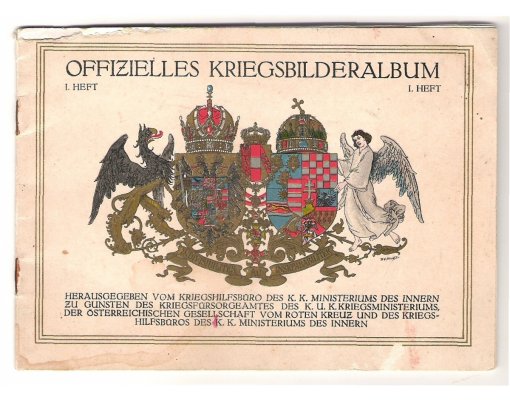 OFFIZIELLES KRIEGSBILDERALBUM
I. HEFT I. HEFT
HERAUSGEGEBEN VOM KRIEGSHILFSBÜRO DES K. K. MINISTERIUMS DES INNERN
ZU GUNSTEN DES KRIEGSFÜRSORGEAMTES DES K. U. K. KRIEGSMINISTERIUMS,
DER ÖSTERREICHISCHEN GESELLSCHAFT VOM ROTEN KREUZ UND DES KRIEGS-
HILFSBÜROS DES K. K. MINISTERIUMS DES INNERN